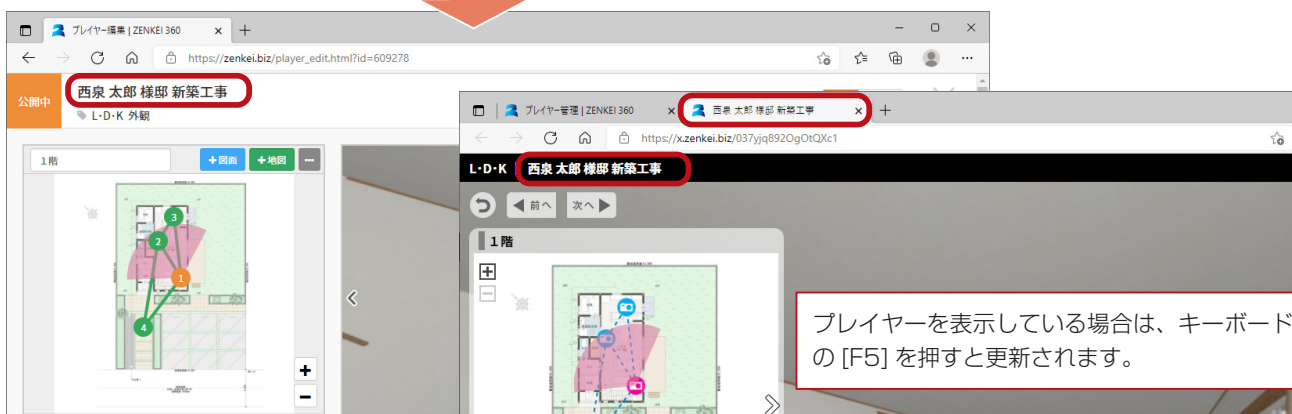 プレイヤー編集 | ZENKEI 360
https://zenkei.biz/player_edit.html?id=609278
公開中
西泉 太郎 様邸 新築工事
L・D・K 外観
1階
+図面
+地図
3
2
1
4
+
−
プレイヤー管理 | ZENKEI 360
西泉 太郎 様邸 新築工事
https://x.zenkei.biz/037yjq892OgOtQXc1
L・D・K
西泉 太郎 様邸 新築工事
前へ
次へ
1階
プレイヤーを表示している場合は、キーボード
の [F5] を押すと更新されます。